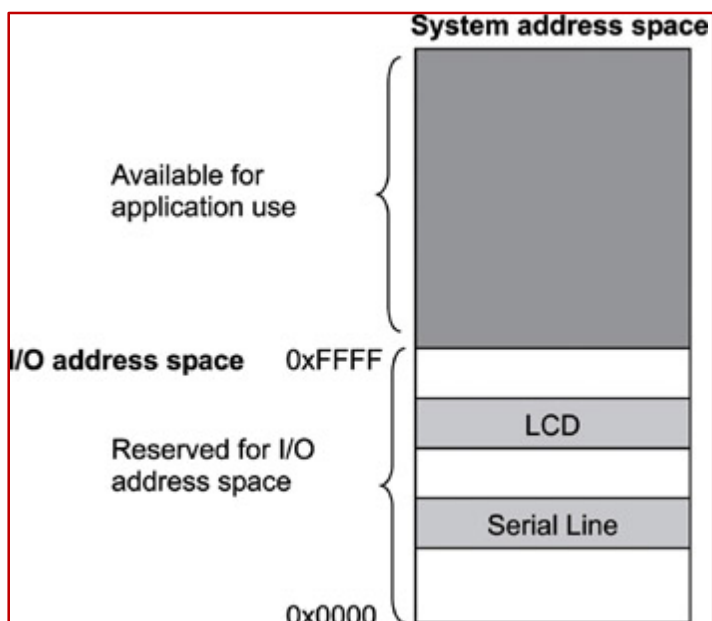 System address space
Available for
application use
I/O address space 0xFFFF
LCD
Reserved for I/O
address space
Serial Line
0x0000